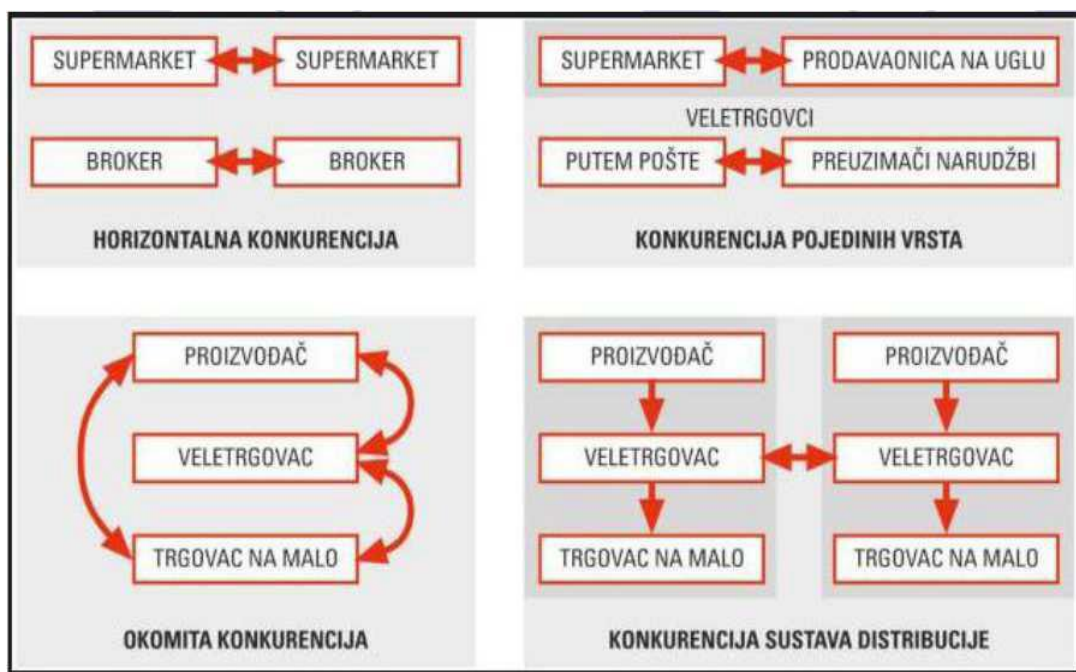 SUPERMARKET SUPERMARKET
BROKER BROKER
HORIZONTALNA KONKURENCIJA
SUPERMARKET PRODAVAONICA NA UGLU
VELETRGOVCI
PUTEM POŠTE PREUZIMAČI NARUDŽBI
KONKURENCIJA POJEDINIH VRSTA
PROIZVOĐAČ
VELETRGOVAC
TRGOVAC NA MALO
OKOMITA KONKURENCIJA
PROIZVOĐAČ PROIZVOĐAČ
VELETRGOVAC VELETRGOVAC
TRGOVAC NA MALO TRGOVAC NA MALO
KONKURENCIJA SUSTAVA DISTRIBUCIJE